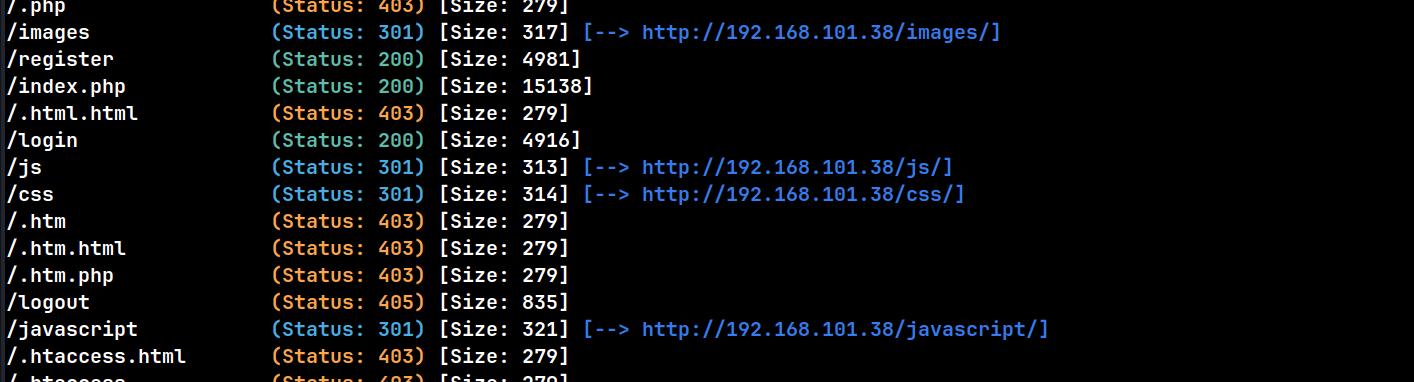 /.php (Status: 403) [Size: 279]
/images (Status: 301) [Size: 317] [--> http://192.168.101.38/images/]
/register (Status: 200) [Size: 4981]
/index.php (Status: 200) [Size: 15138]
/.html.html (Status: 403) [Size: 279]
/login (Status: 200) [Size: 4916]
/js (Status: 301) [Size: 313] [--> http://192.168.101.38/js/]
/css (Status: 301) [Size: 314] [--> http://192.168.101.38/css/]
/.htm (Status: 403) [Size: 279]
/.htm.html (Status: 403) [Size: 279]
/.htm.php (Status: 403) [Size: 279]
/logout (Status: 405) [Size: 835]
/javascript (Status: 301) [Size: 321] [--> http://192.168.101.38/javascript/]
/.htaccess.html (Status: 403) [Size: 279]
/.htaccess (Status: 403) [Size: 279]